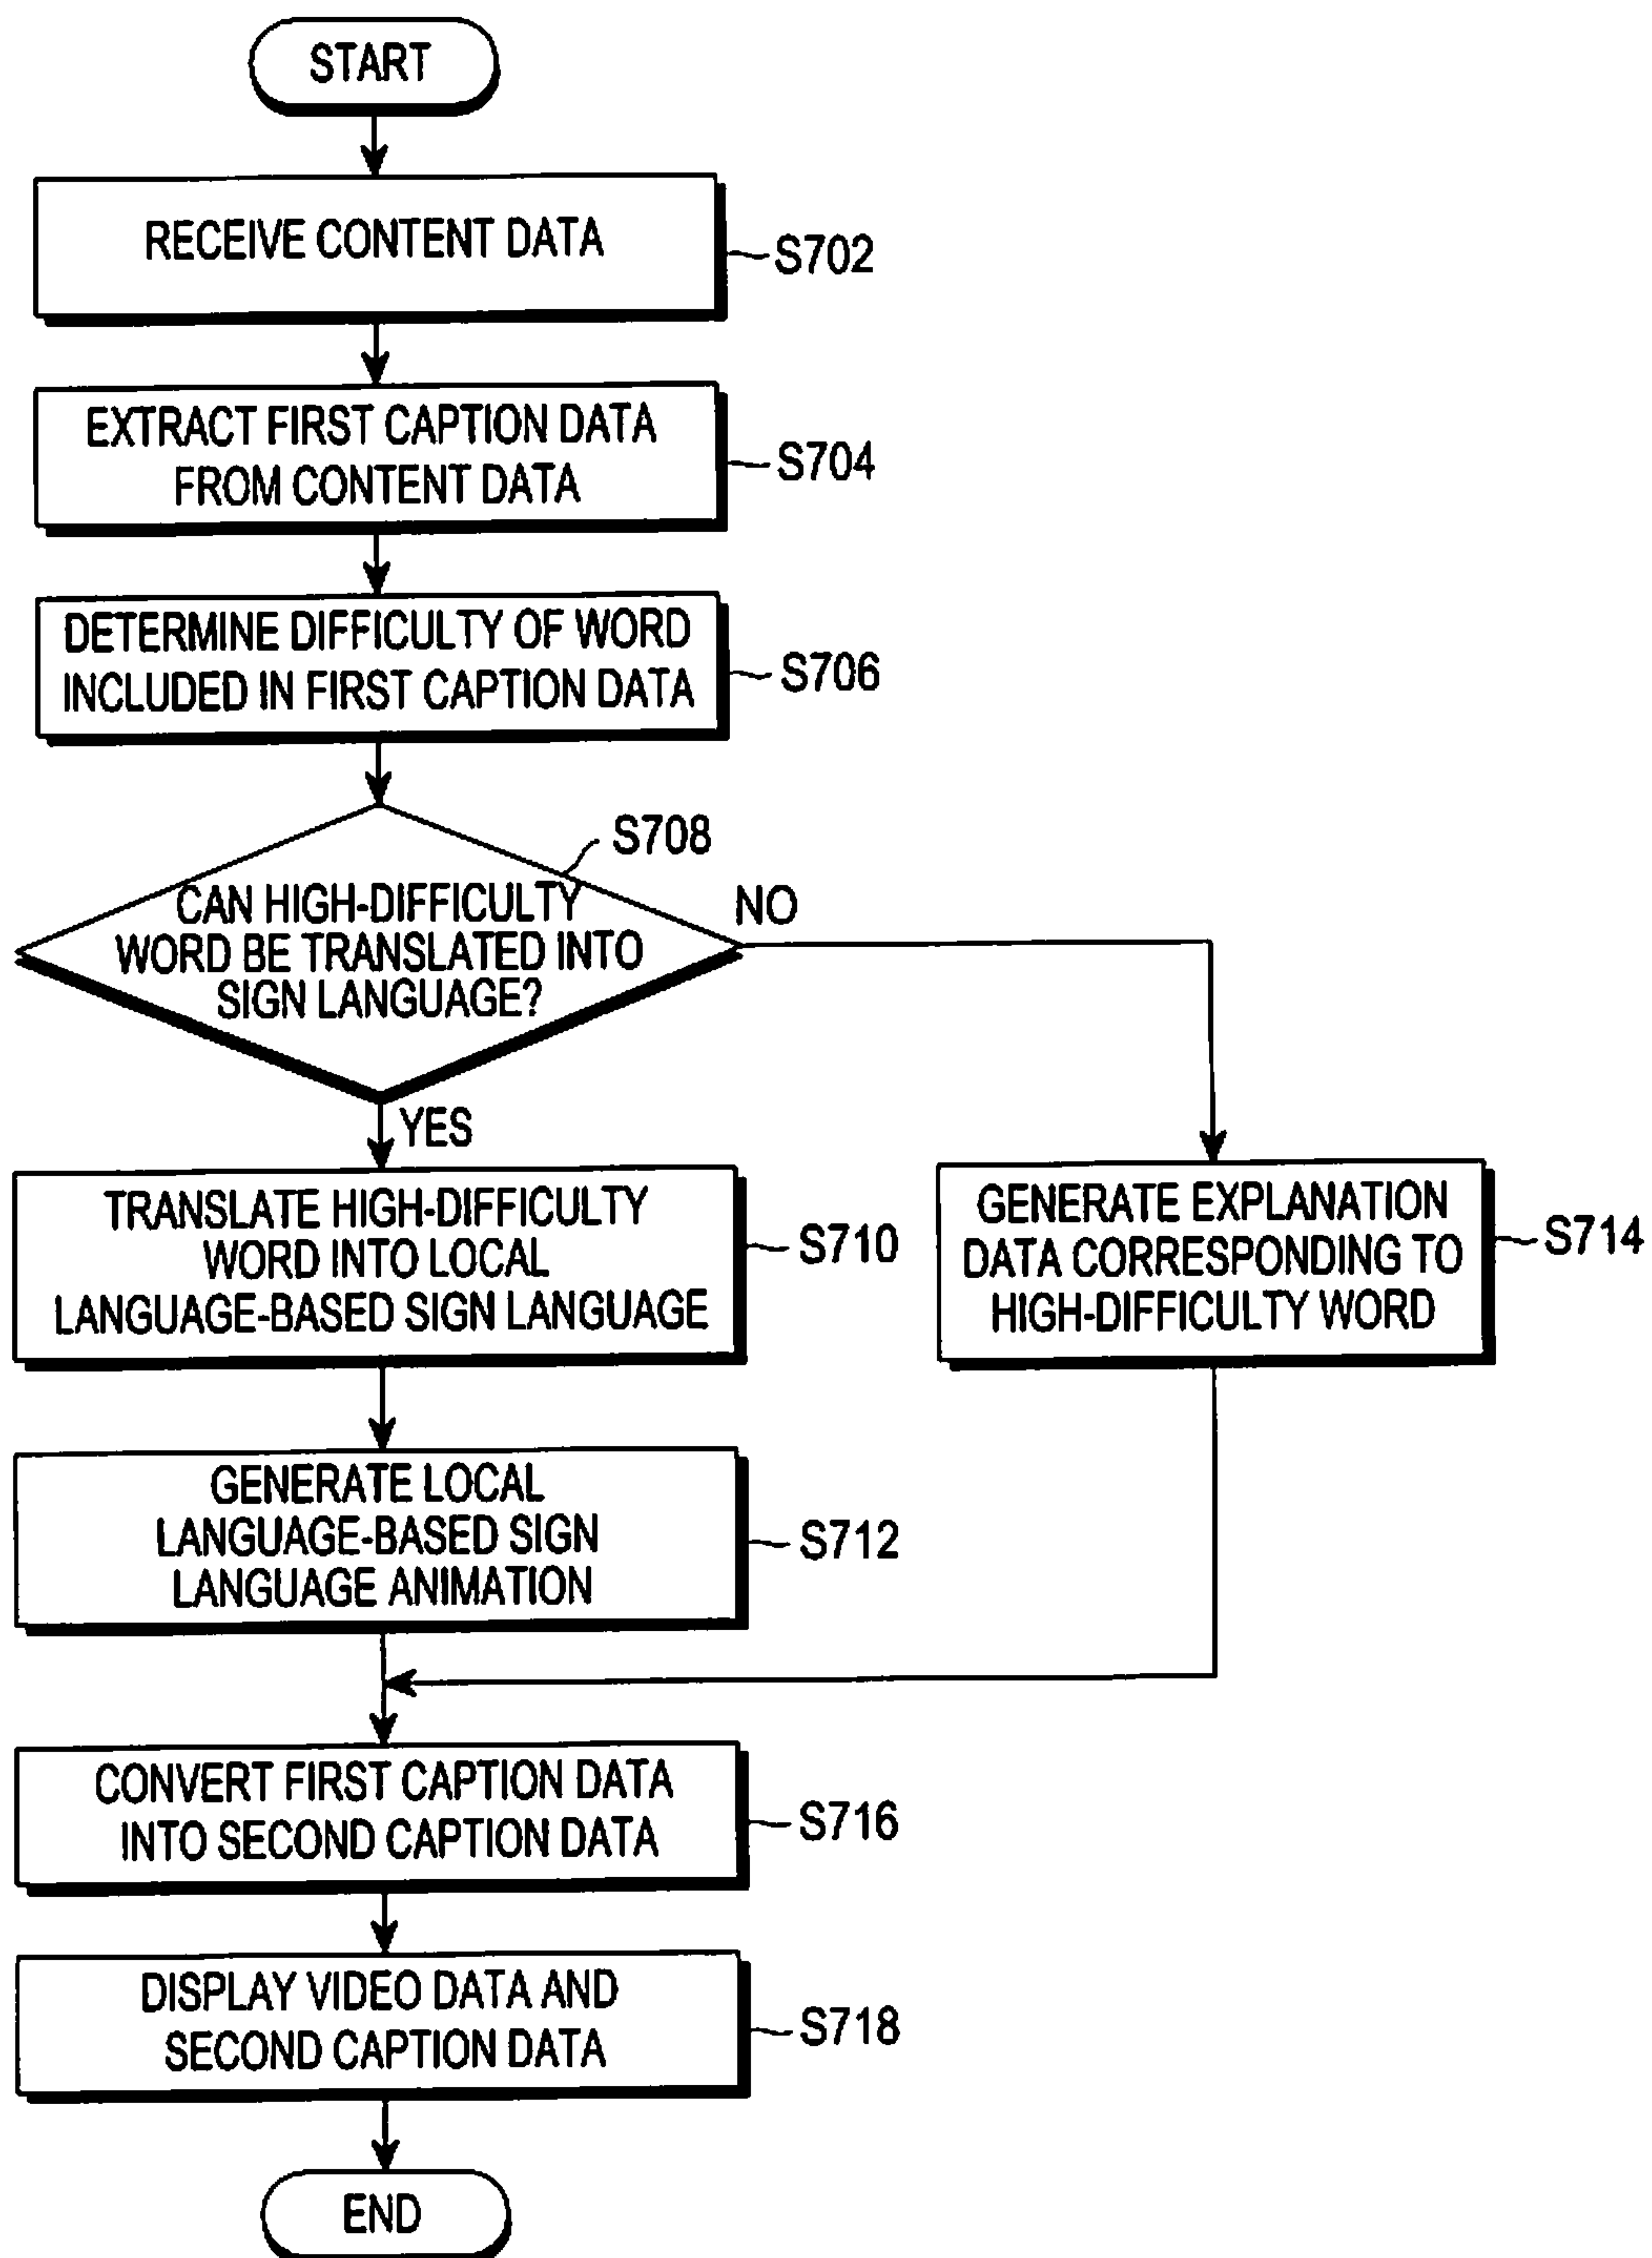 START
RECEIVE CONTENT DATA
S702
EXTRACT FIRST CAPTION DATA
FROM CONTENT DATA
S704
DETERMINE DIFFICULTY OF WORD
INCLUDED IN FIRST CAPTION DATA
S706
S708
CAN HIGH-DIFFICULTY
WORD BE TRANSLATED INTO
SIGN LANGUAGE?
NO
YES
TRANSLATE HIGH-DIFFICULTY
WORD INTO LOCAL
LANGUAGE-BASED SIGN LANGUAGE
S710
GENERATE EXPLANATION
DATA CORRESPONDING TO
HIGH-DIFFICULTY WORD
S714
GENERATE LOCAL
LANGUAGE-BASED SIGN
LANGUAGE ANIMATION
S712
CONVERT FIRST CAPTION DATA
INTO SECOND CAPTION DATA
S716
DISPLAY VIDEO DATA AND
SECOND CAPTION DATA
S718
END